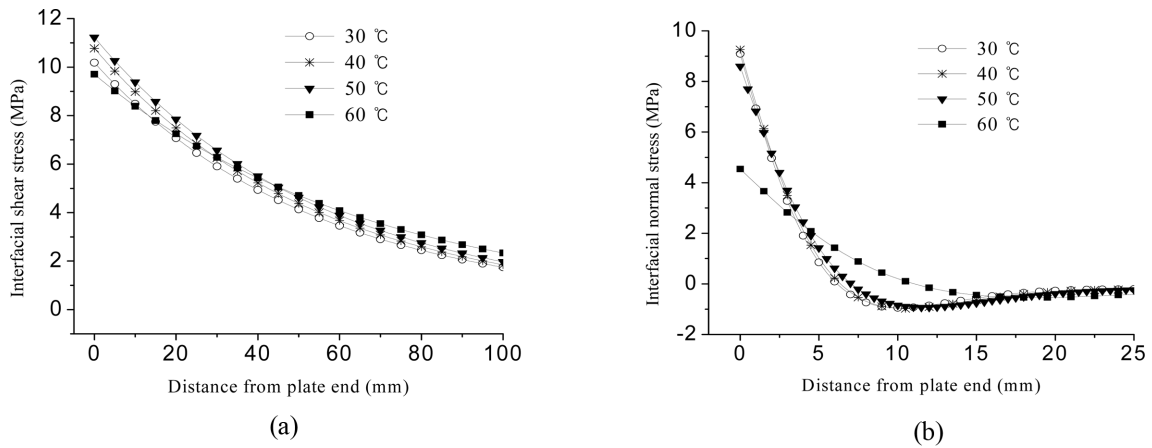 12
10
8
6
4
2
0
Interfacial shear stress (MPa)
30 ℃
40 ℃
50 ℃
60 ℃
0 20 40 60 80 100
Distance from plate end (mm)
(a)
10
8
6
4
2
0
-2
Interfacial normal stress (MPa)
30 ℃
40 ℃
50 ℃
60 ℃
0 5 10 15 20 25
Distance from plate end (mm)
(b)